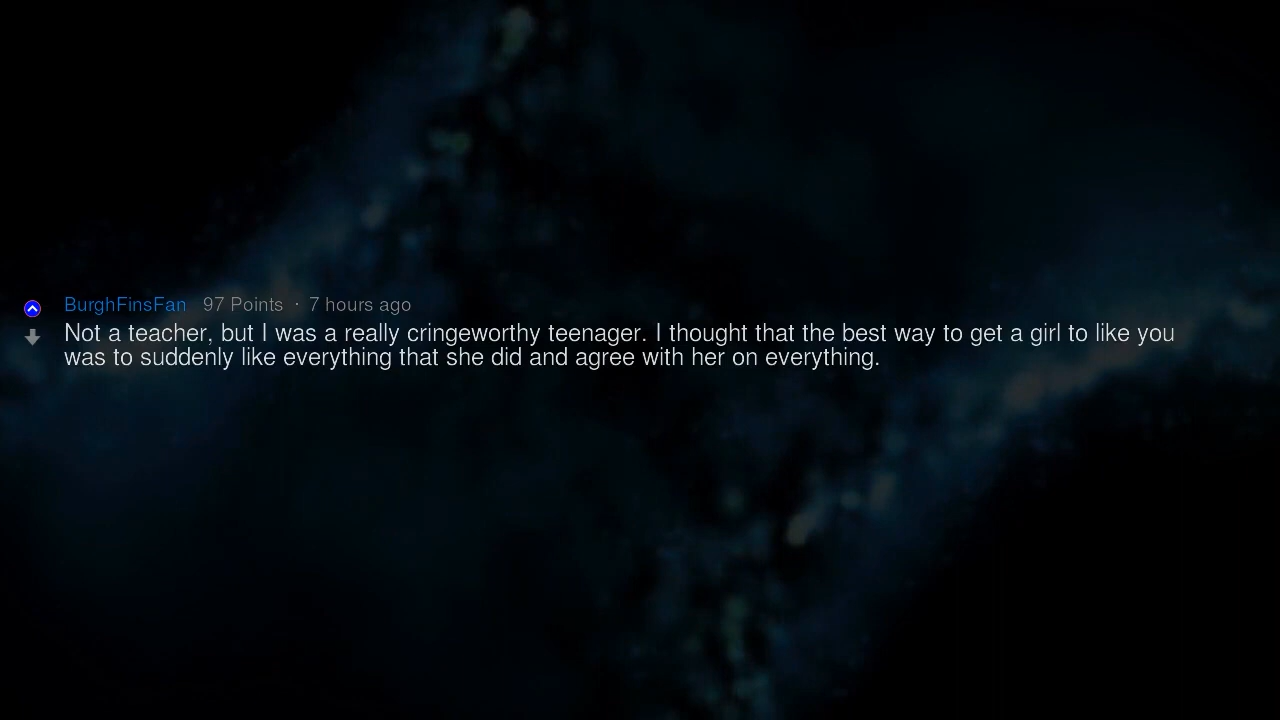 BurghFinsFan 97 Points · 7 hours ago
Not a teacher, but I was a really cringeworthy teenager. I thought that the best way to get a girl to like you
was to suddenly like everything that she did and agree with her on everything.